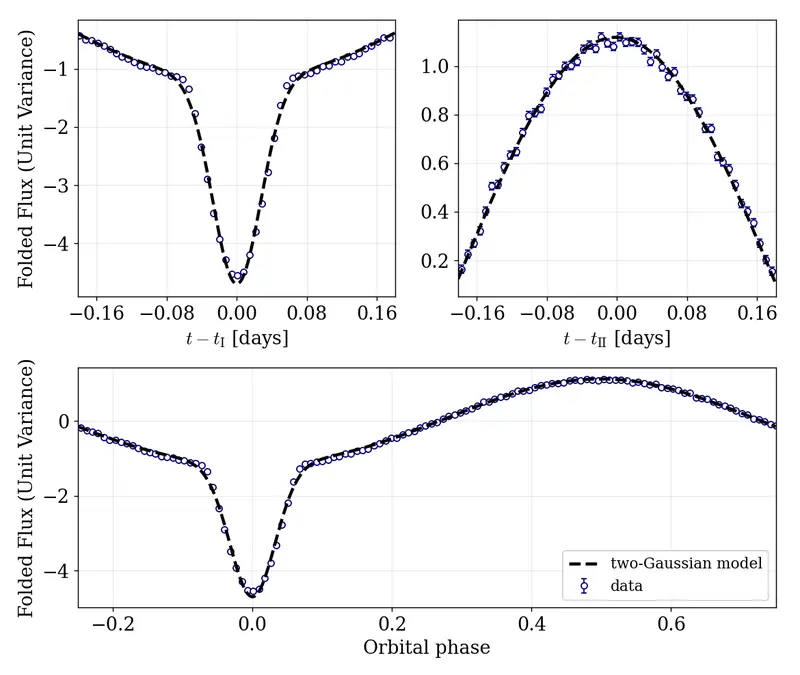 Folded Flux (Unit Variance)
−1
−2
−3
−4
−0.16 −0.08 0.00 0.08 0.16
t − tI [days]
1.0
0.8
0.6
0.4
0.2
−0.16 −0.08 0.00 0.08 0.16
t − tII [days]
Folded Flux (Unit Variance)
0
−2
−4
−0.2 0.0 0.2 0.4 0.6
Orbital phase
two-Gaussian model
data